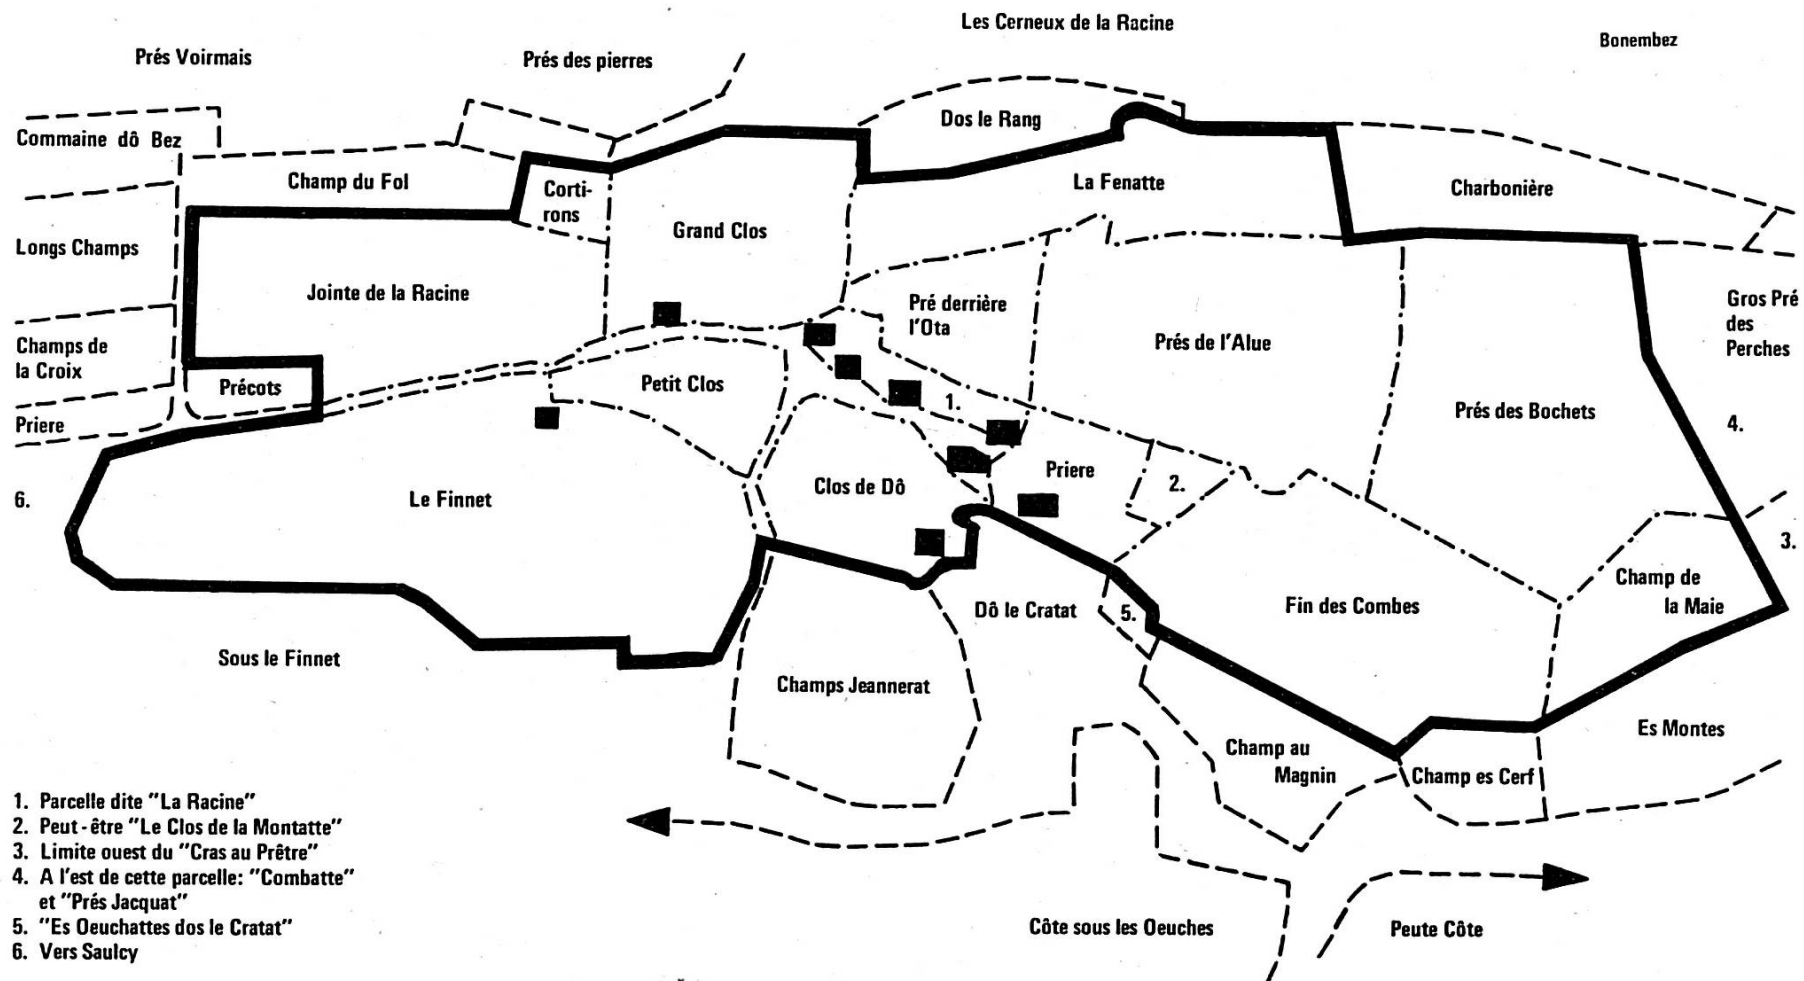 Les Cerneux de la Racine
Bonembez
Prés Voirmais
Prés des pierres
Dos le Rang
Commaine dô Bez
Champ du Fol
Corti-
rons
La Fenatte
Charbonière
Grand Clos
Longs Champs
Jointe de la Racine
Pré derrière
l'Ota
Gros Pré
des
Perches
Champs de
la Croix
Précots
Petit Clos
Prés de l'Alue
1.
Prés des Bochets
4.
Priere
Priere
2.
Clos de Dô
6.
Le Finnet
3.
Champ de
la Maie
Dô le Cratat
5.
Fin des Combes
Sous le Finnet
Champs Jeannerat
Es Montes
Champ au
Magnin
Champ es Cerf
1. Parcelle dite "La Racine"
2. Peut-être "Le Clos de la Montatte"
3. Limite ouest du "Cras au Prêtre"
4. A l'est de cette parcelle: "Combatte"
et "Prés Jacquat"
5. "Es Oeuchattes dos le Cratat"
6. Vers Saulcy
Côte sous les Oeuches
Peute Côte